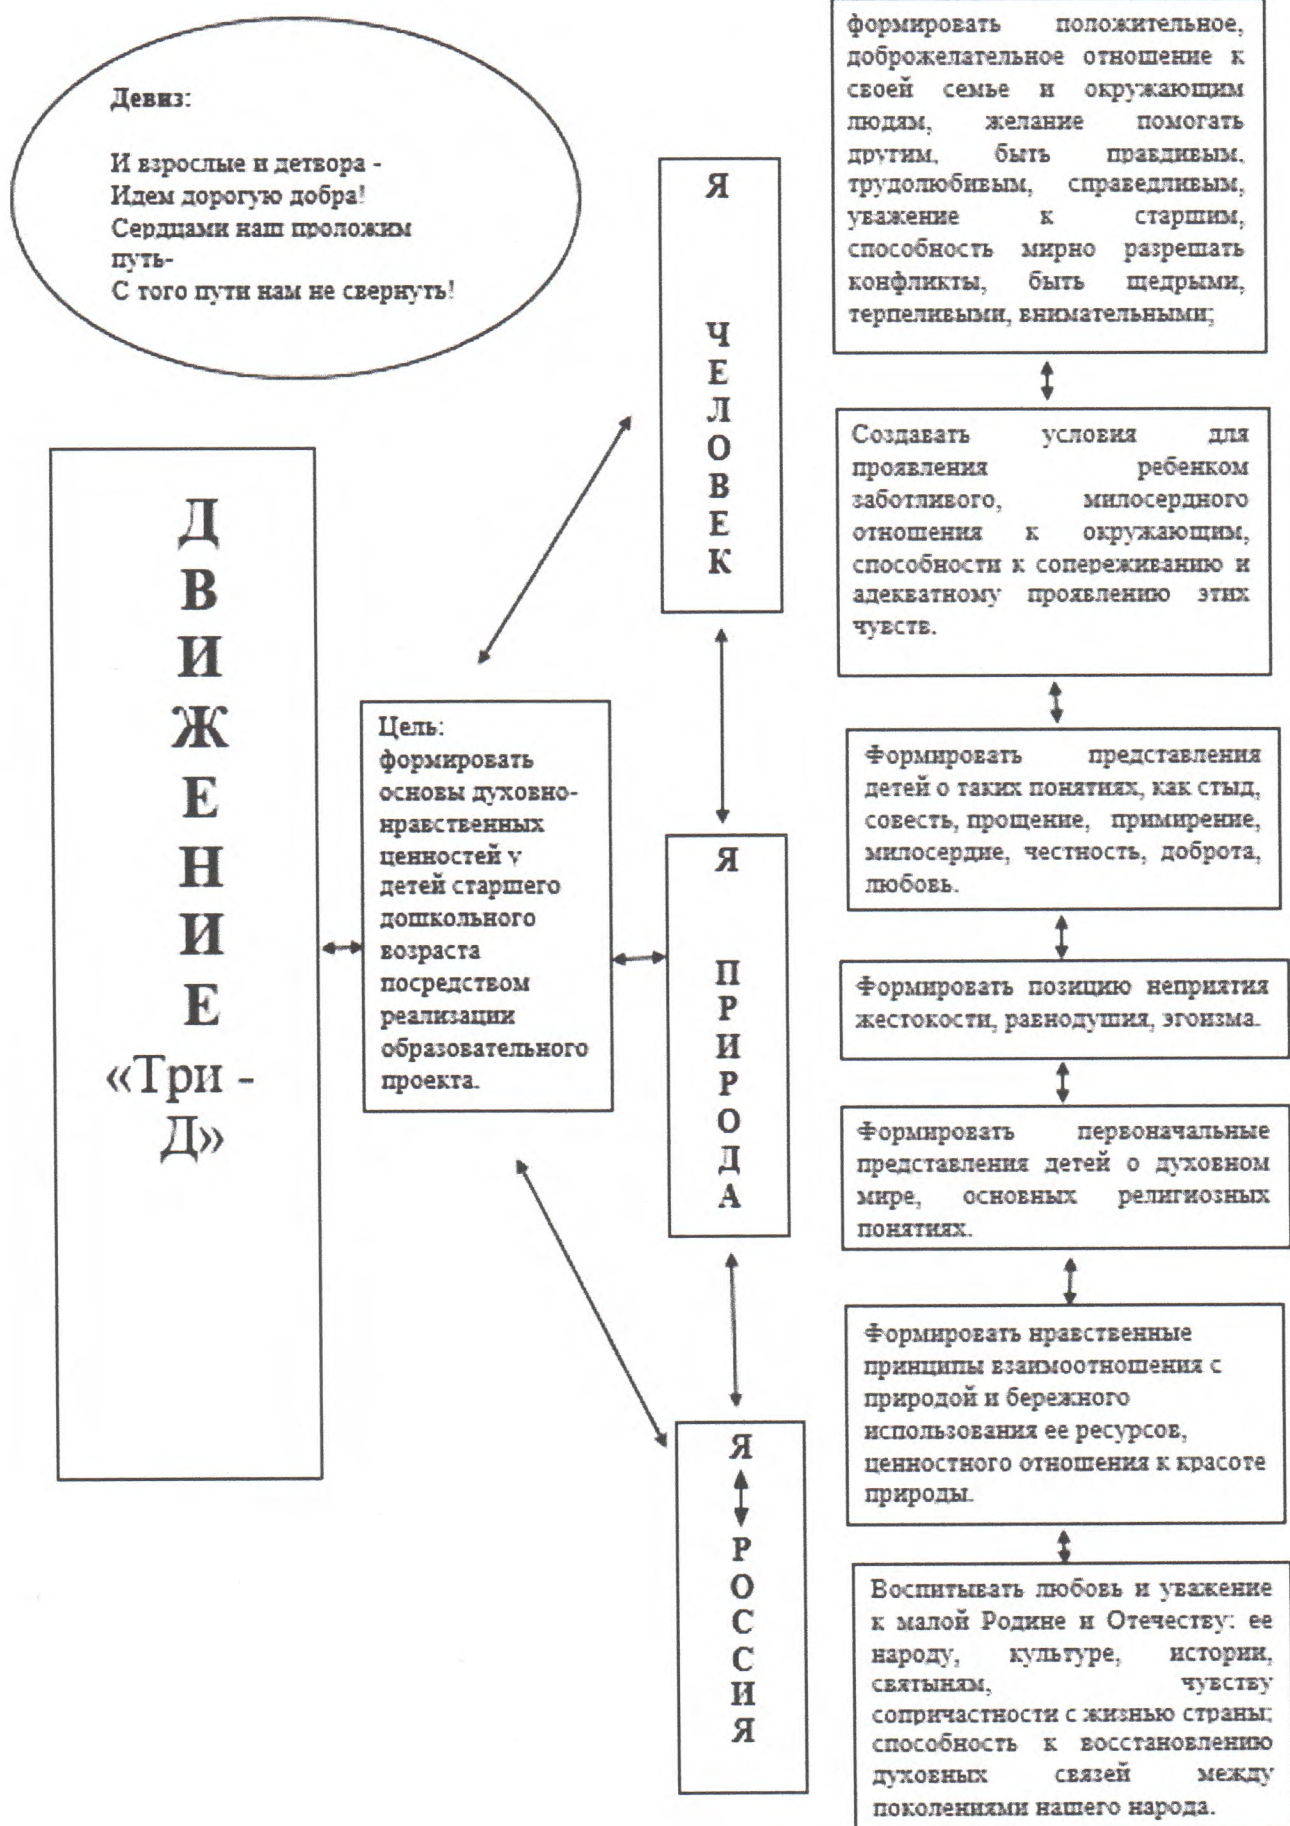 Девиз:
И взрослые и детвора -
Идем дорогую добра!
Сердцами наш проложим
путь-
С того пути нам не свернуть!
Д
В
И
Ж
Е
Н
И
Е
«Три -
Д»
Цель:
формировать
основы духовно-
нравственных
ценностей у
детей старшего
дошкольного
возраста
посредством
реализации
образовательного
проекта.
Я
Ч
Е
Л
О
В
Е
К
Я
П
Р
И
Р
О
Д
А
Я
Р
О
С
С
И
Я
формировать положительное,
доброжелательное отношение к
своей семье и окружающим
людям, желание помогать
другим, быть правдивым,
трудолюбивым, справедливым,
уважение к старшим,
способность мирно разрешать
конфликты, быть щедрыми,
терпеливыми, внимательными;
Создавать условия для
проявления ребенком
заботливого, милосердного
отношения к окружающим,
способности к сопереживанию и
адекватному проявлению этих
чувств.
Формировать представления
детей о таких понятиях, как стыд,
совесть, прощение, примирение,
милосердие, честность, доброта,
любовь.
Формировать позицию неприятия
жестокости, равнодушия, эгоизма.
Формировать первоначальные
представления детей о духовном
мире, основных религиозных
понятиях.
Формировать нравственные
принципы взаимоотношения с
природой и бережного
использования ее ресурсов,
ценностного отношения к красоте
природы.
Воспитывать любовь и уважение
к малой Родине и Отечеству: ее
народу, культуре, истории,
святыням, чувству
сопричастности с жизнью страны;
способность к восстановлению
духовных связей между
поколениями нашего народа.